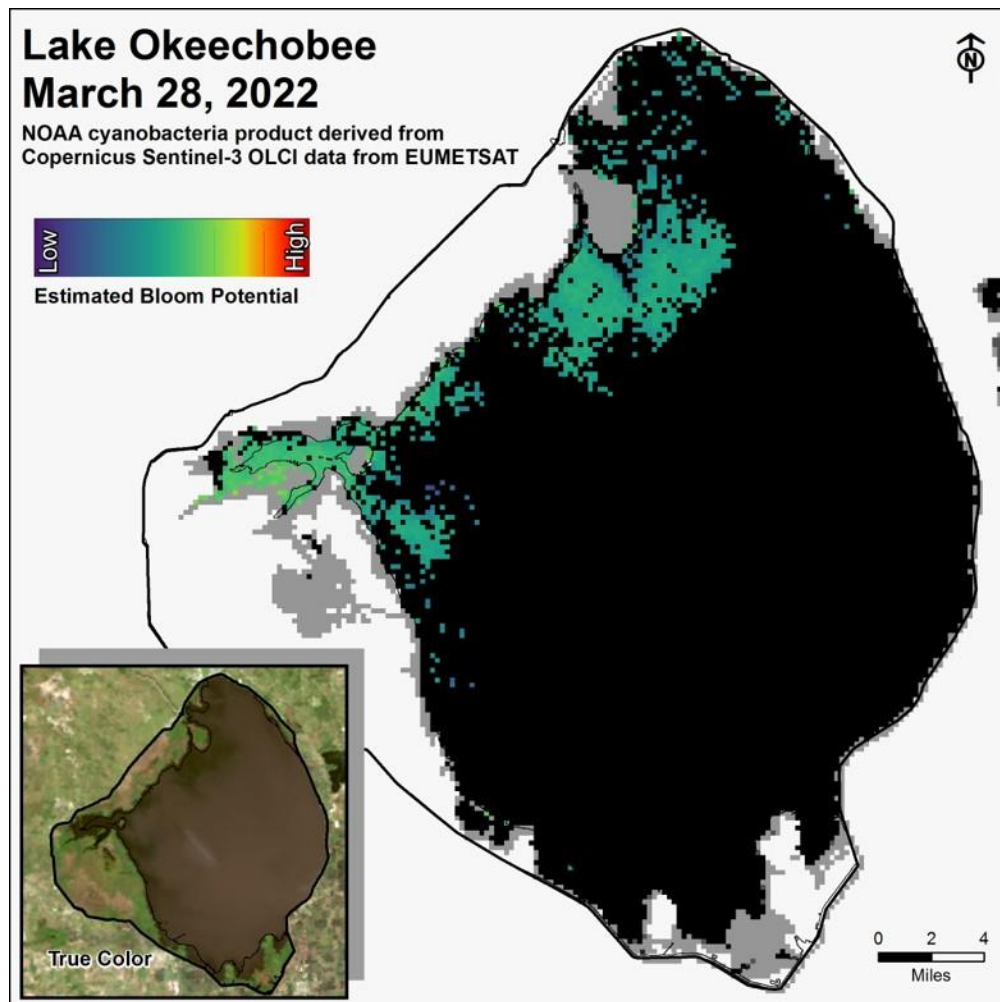 Lake Okeechobee
March 28, 2022
NOAA cyanobacteria product derived from
Copernicus Sentinel-3 OLCI data from EUMETSAT
N
Low
High
Estimated Bloom Potential
True Color
0 2 4
Miles